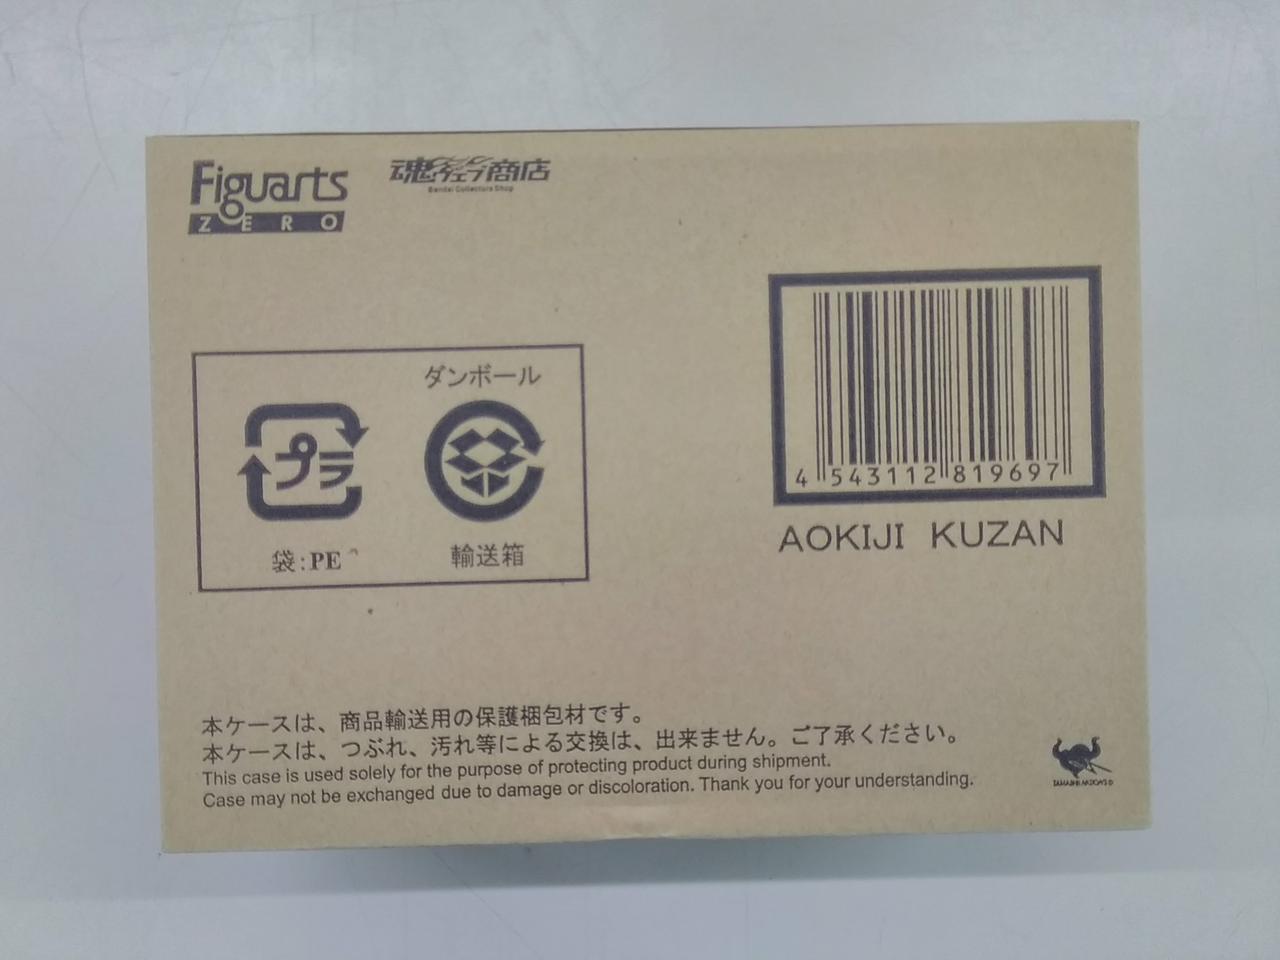 Figuarts
ZERO
魂ウェブ商店
Bandai Collectors Shop
ダンボール
プラ
袋:PE
輸送箱
4 543112 819697
AOKIJI KUZAN
本ケースは、商品輸送用の保護梱包材です。
本ケースは、つぶれ、汚れ等による交換は、出来ません。ご了承ください。
This case is used solely for the purpose of protecting product during shipment.
Case may not be exchanged due to damage or discoloration. Thank you for your understanding.